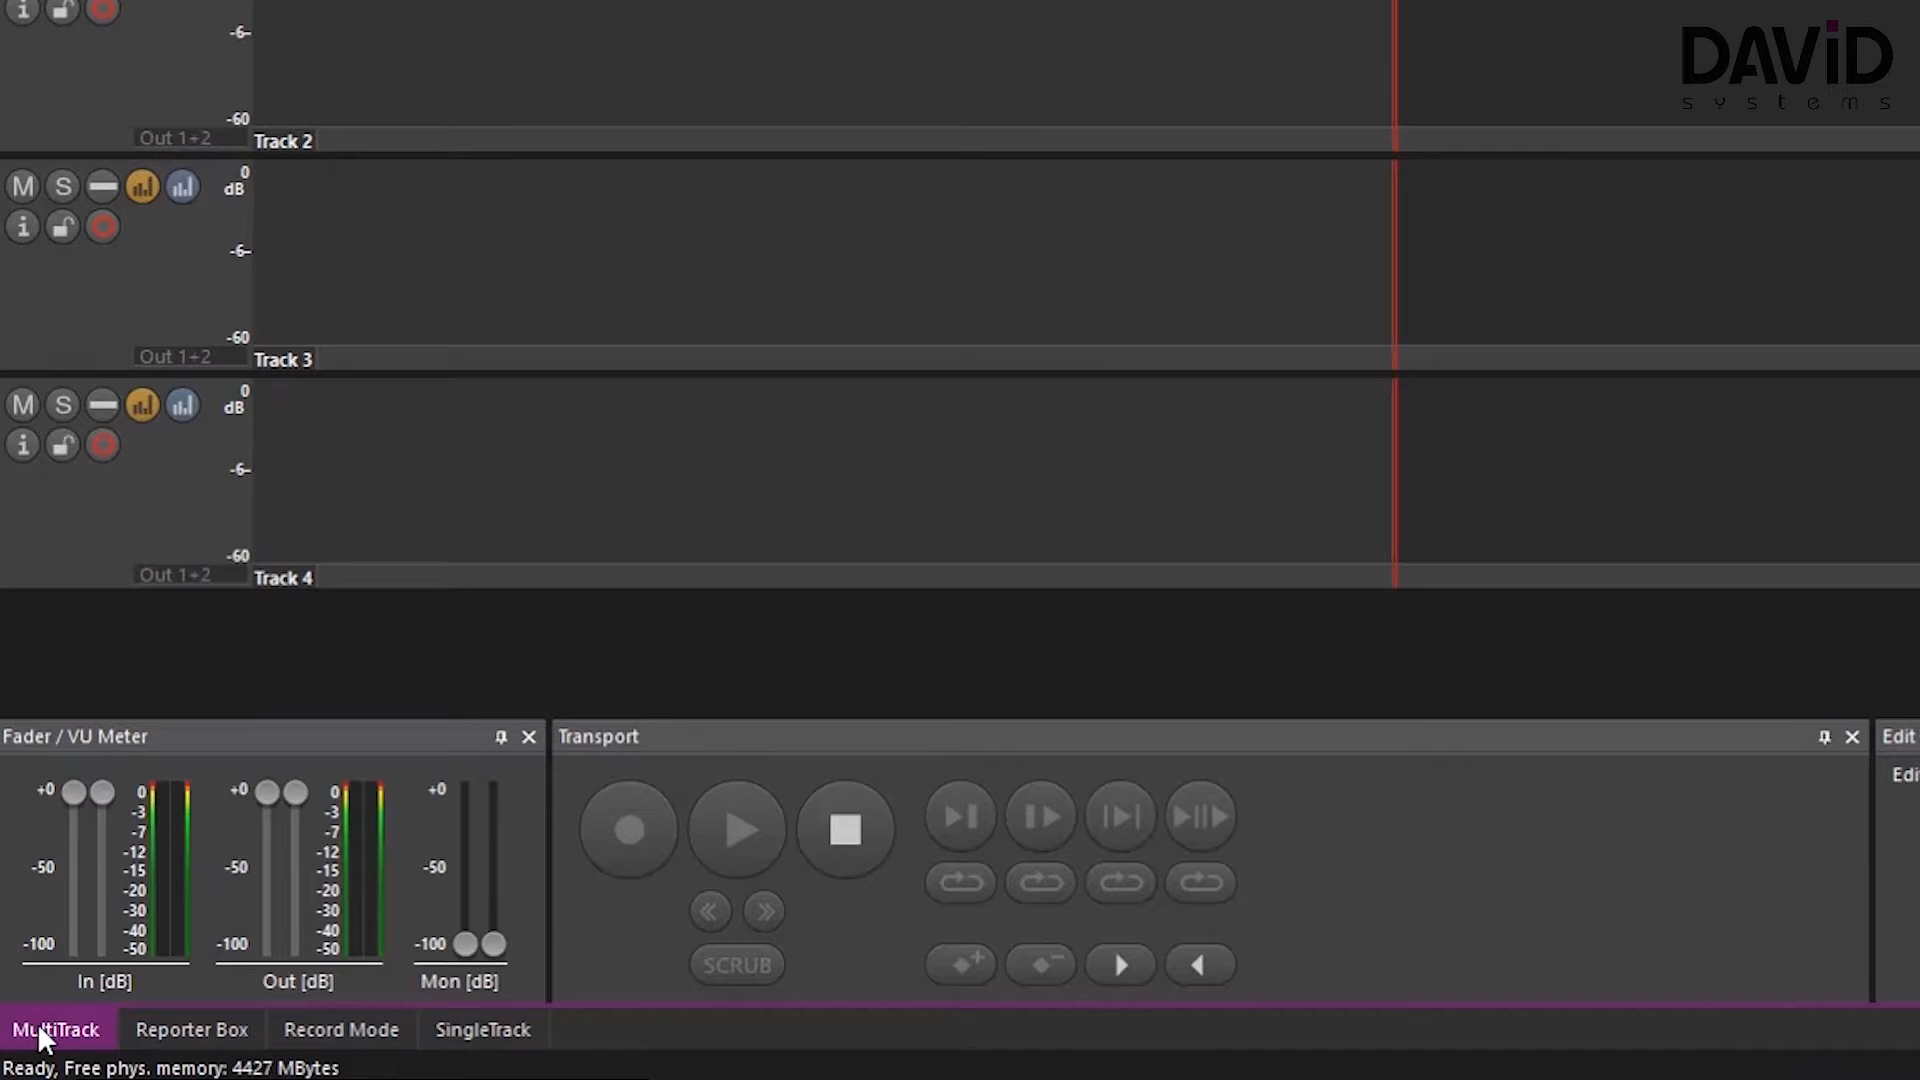 DAViD
systems
-6-
-60
Out 1+2
Track 2
M S
0
dB
-6-
-60
Out 1+2
Track 3
M S
0
dB
-6-
-60
Out 1+2
Track 4
Fader / VU Meter
+0
-50
-100
0
-3
-7
-12
-15
-20
-30
-40
-50
In [dB]
+0
-50
-100
0
-3
-7
-12
-15
-20
-30
-40
-50
Out [dB]
+0
-50
-100
Mon [dB]
Transport
SCRUB
Edit
Edi
MultiTrack
Reporter Box
Record Mode
SingleTrack
Ready, Free phys. memory: 4427 MBytes